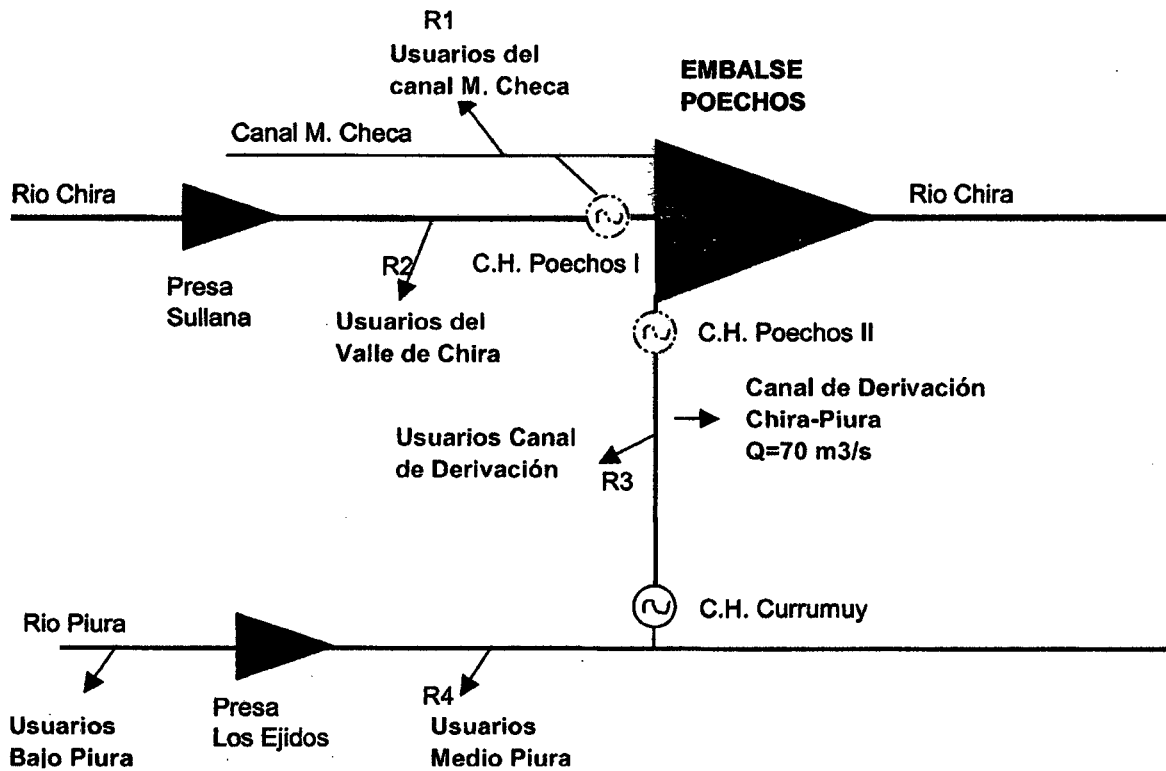 R1
Usuarios del
canal M. Checa
EMBALSE
POECHOS
Canal M. Checa
Rio Chira
Rio Chira
R2
C.H. Poechos I
Presa
Sullana
Usuarios del
Valle de Chira
C.H. Poechos II
Canal de Derivación
Chira-Piura
Q=70 m3/s
Usuarios Canal
de Derivación
R3
C.H. Currumuy
Rio Piura
R4
Usuarios
Bajo Piura
Presa
Los Ejidos
Usuarios
Medio Piura